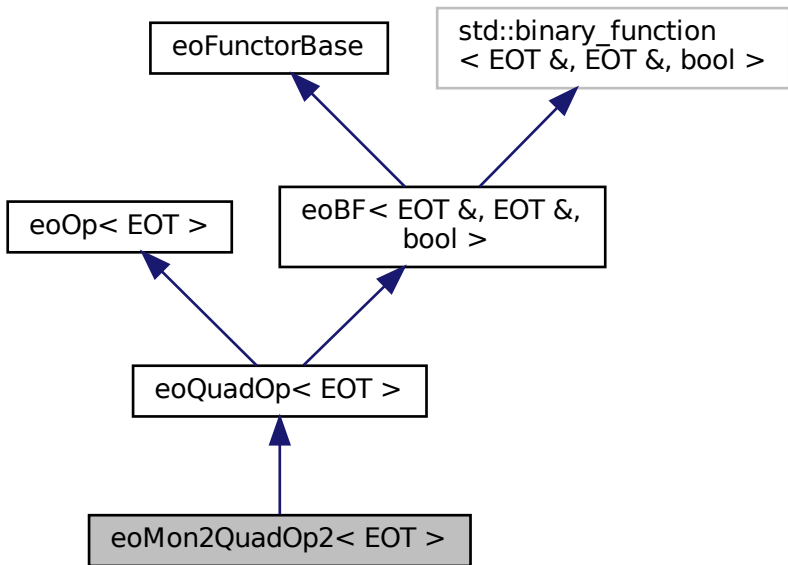 eoFunctorBase
std::binary_function
< EOT &, EOT &, bool >
eoOp< EOT >
eoBF< EOT &, EOT &,
bool >
eoQuadOp< EOT >
eoMon2QuadOp2< EOT >